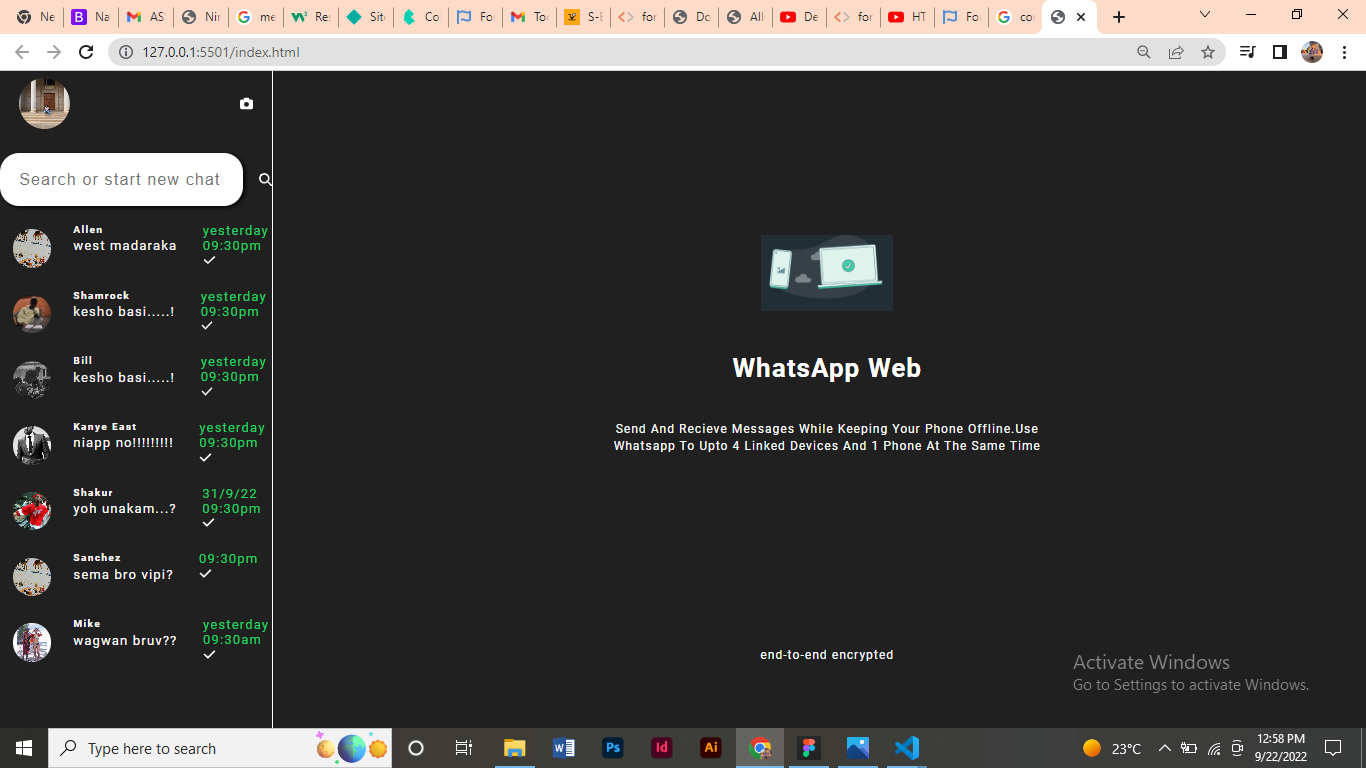 Ne
Na
AS
Nir
me
Re
Site
Co
Fo
Too
S-D
for
Do
All
De
for
HT
Fo
co
127.0.0.1:5501/index.html
Search or start new chat
Allen
west madaraka
yesterday
09:30pm
Shamrock
kesho basi.....!
yesterday
09:30pm
Bill
kesho basi.....!
yesterday
09:30pm
Kanye East
niapp no!!!!!!!!!
yesterday
09:30pm
Shakur
yoh unakam...?
31/9/22
09:30pm
Sanchez
sema bro vipi?
09:30pm
Mike
wagwan bruv??
yesterday
09:30am
WhatsApp Web
Send And Recieve Messages While Keeping Your Phone Offline.Use
Whatsapp To Upto 4 Linked Devices And 1 Phone At The Same Time
end-to-end encrypted
Activate Windows
Go to Settings to activate Windows.
Type here to search
23°C
12:58 PM
9/22/2022